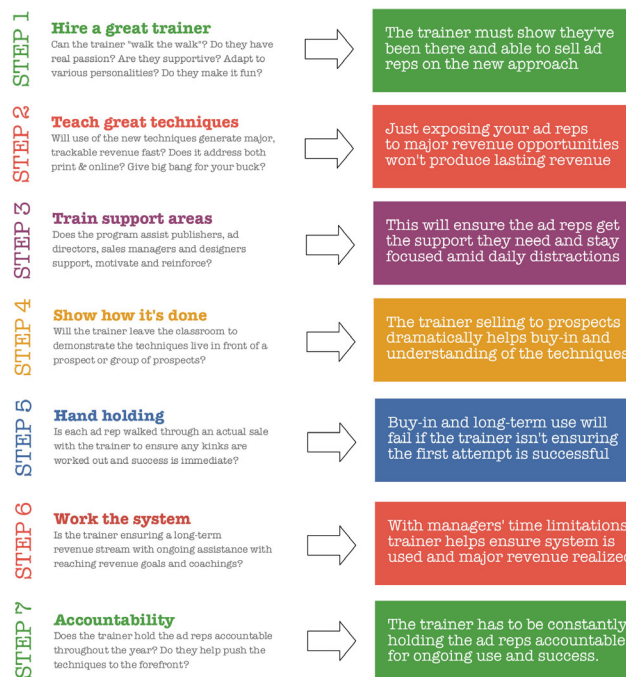 STEP 1
Hire a great trainer
Can the trainer "walk the walk"? Do they have
real passion? Are they supportive? Adapt to
various personalities? Do they make it fun?
The trainer must show they've
been there and able to sell ad
reps on the new approach
STEP 2
Teach great techniques
Will use of the new techniques generate major,
trackable revenue fast? Does it address both
print & online? Give big bang for your buck?
Just exposing your ad reps
to major revenue opportunities
won't produce lasting revenue
STEP 3
Train support areas
Does the program assist publishers, ad
directors, sales managers and designers
support, motivate and reinforce?
This will ensure the ad reps get
the support they need and stay
focused amid daily distractions
STEP 4
Show how it's done
Will the trainer leave the classroom to
demonstrate the techniques live in front of a
prospect or group of prospects?
The trainer selling to prospects
dramatically helps buy-in and
understanding of the techniques
STEP 5
Hand holding
Is each ad rep walked through an actual sale
with the trainer to ensure any kinks are
worked out and success is immediate?
Buy-in and long-term use will
fail if the trainer isn't ensuring
the first attempt is successful
STEP 6
Work the system
Is the trainer ensuring a long-term
revenue stream with ongoing assistance with
reaching revenue goals and coachings?
With managers' time limitations
trainer helps ensure system is
used and major revenue realized
STEP 7
Accountability
Does the trainer hold the ad reps accountable
throughout the year? Do they help push the
techniques to the forefront?
The trainer has to be constantly
holding the ad reps accountable
for ongoing use and success.